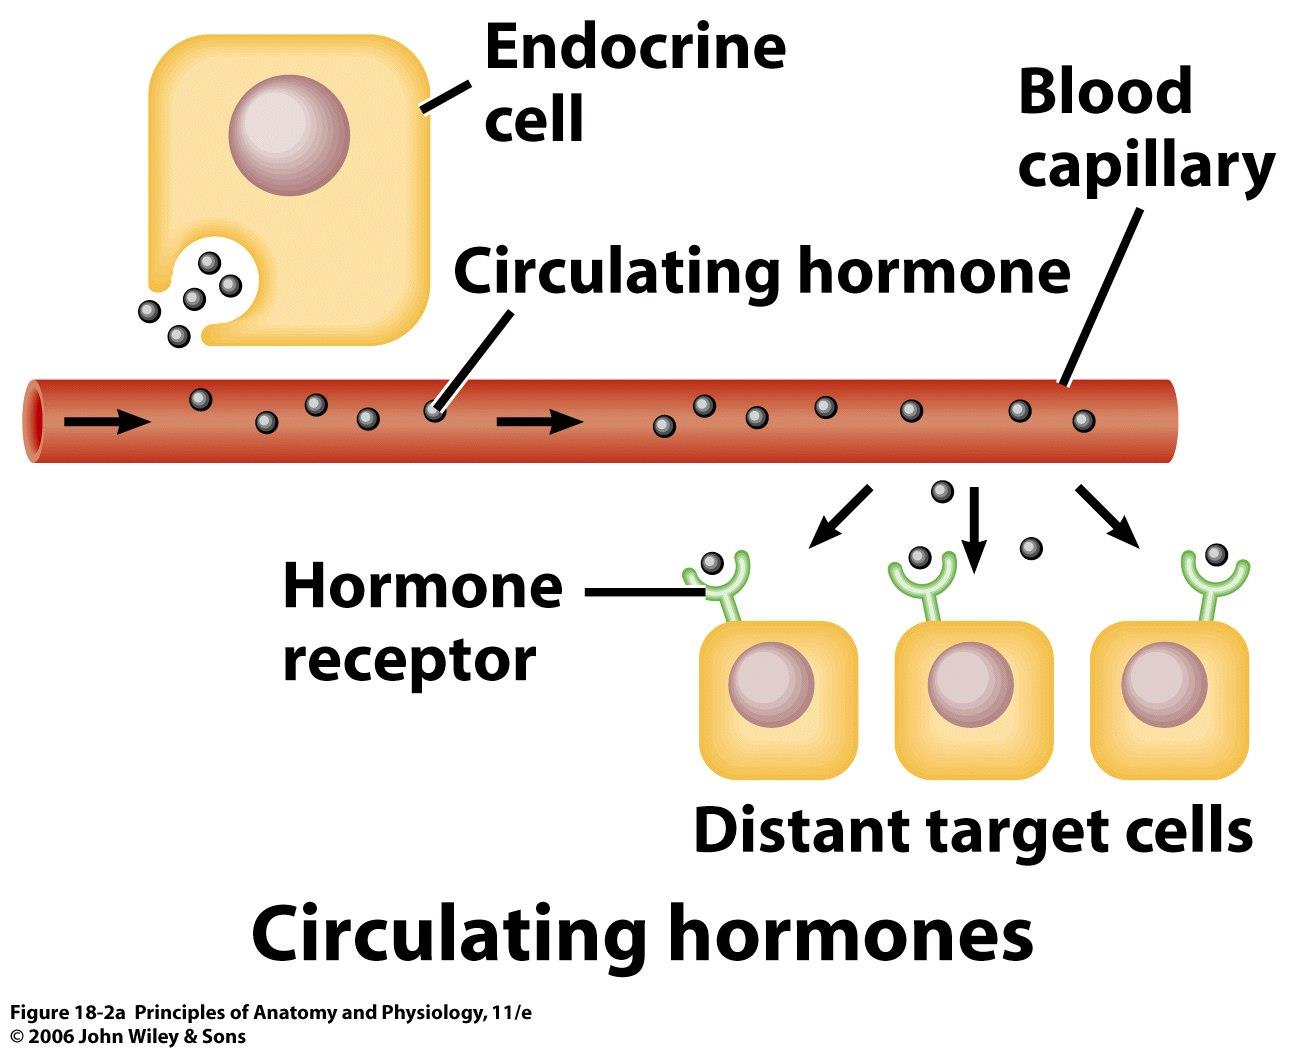 Endocrine
cell
Blood
capillary
Circulating hormone
Hormone
receptor
Distant target cells
Circulating hormones
Figure 18-2a Principles of Anatomy and Physiology, 11/e
© 2006 John Wiley & Sons